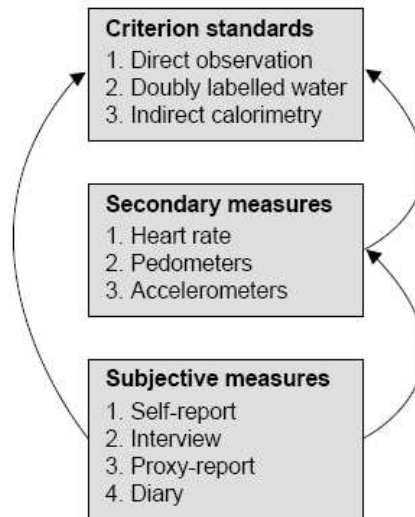 Criterion standards
1. Direct observation
2. Doubly labelled water
3. Indirect calorimetry
Secondary measures
1. Heart rate
2. Pedometers
3. Accelerometers
Subjective measures
1. Self-report
2. Interview
3. Proxy-report
4. Diary